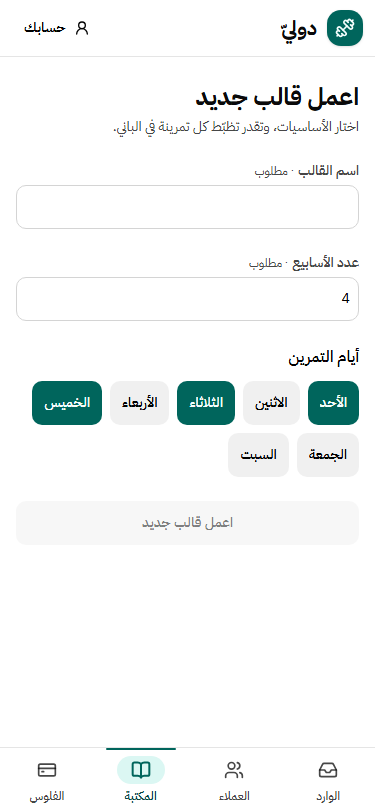 دوليّ
حسابك
اعمل قالب جديد
اختار الأساسيات، وتقدر تظبّط كل تمرينة في الباني.
اسم القالب · مطلوب
عدد الأسابيع · مطلوب
4
أيام التمرين
الأحد
الاثنين
الثلاثاء
الأربعاء
الخميس
الجمعة
السبت
اعمل قالب جديد
الوارد
العملاء
المكتبة
الفلوس